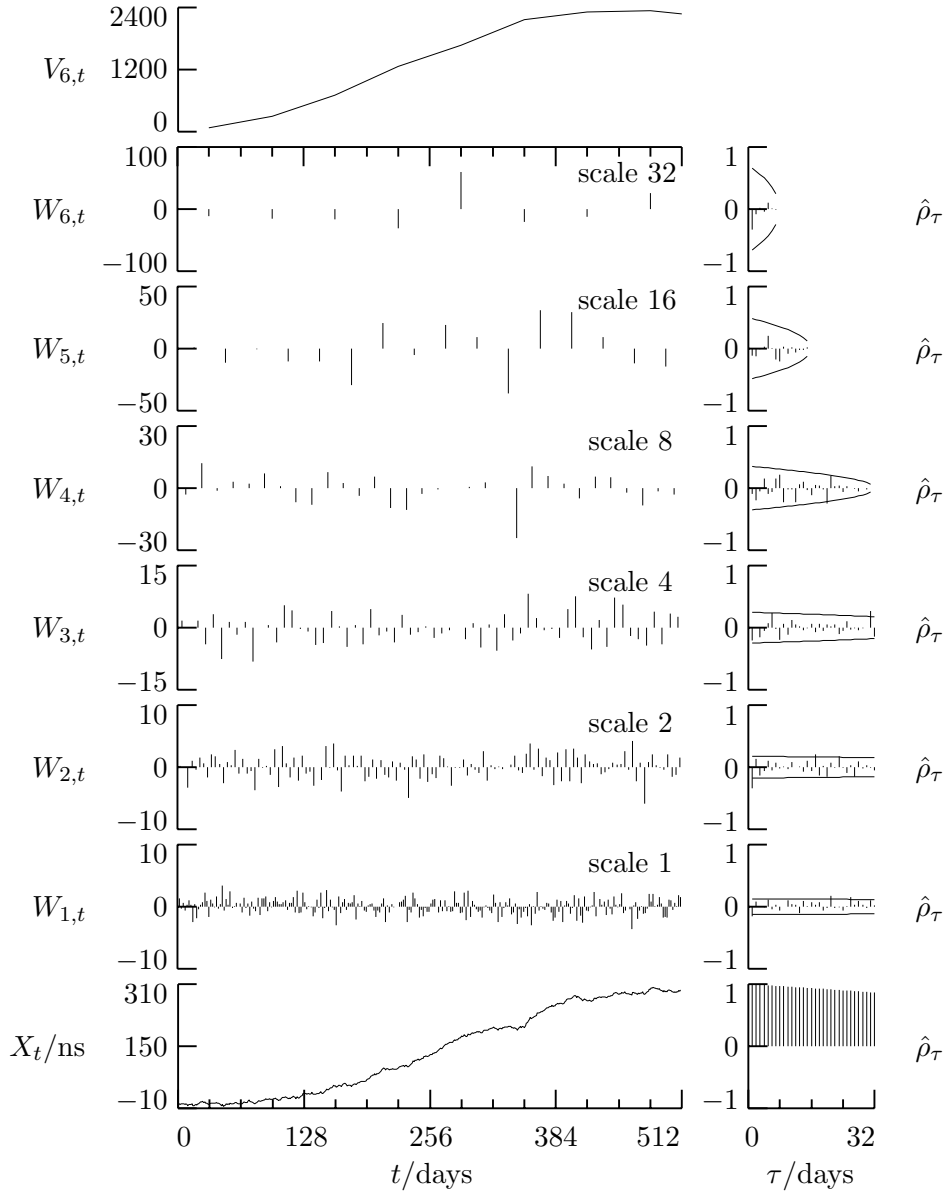 2400
V6,t 1200
0
100 scale 32 1
W6,t 0 0 ρ̂τ
−100 −1
50 scale 16 1
W5,t 0 0 ρ̂τ
−50 −1
30 scale 8 1
W4,t 0 0 ρ̂τ
−30 −1
15 scale 4 1
W3,t 0 0 ρ̂τ
−15 −1
10 scale 2 1
W2,t 0 0 ρ̂τ
−10 −1
10 scale 1 1
W1,t 0 0 ρ̂τ
−10 −1
310 1
Xt/ns 150 0 ρ̂τ
−10 −1
0 128 256 384 512 0 32
t/days τ/days